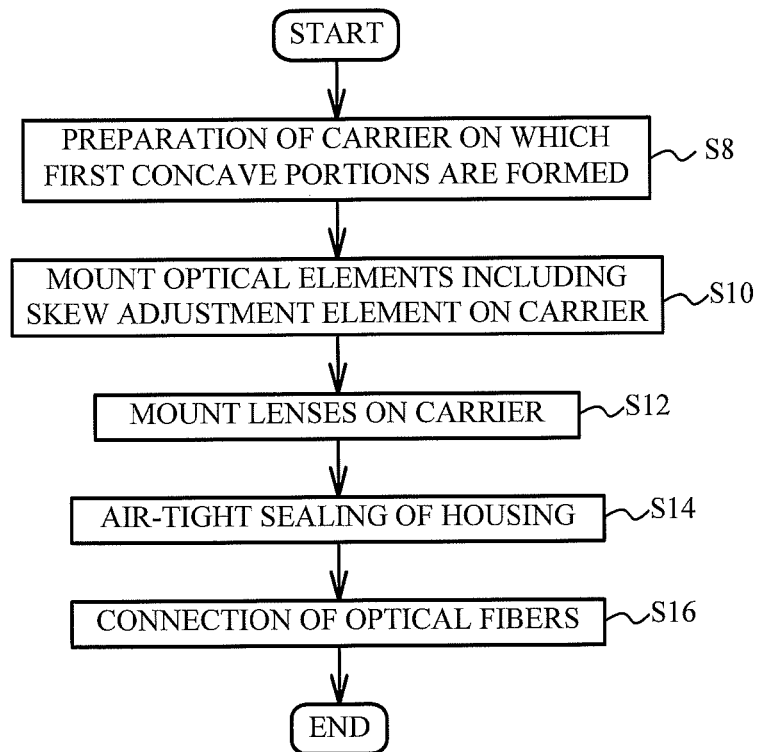 START
PREPARATION OF CARRIER ON WHICH
FIRST CONCAVE PORTIONS ARE FORMED
S8
MOUNT OPTICAL ELEMENTS INCLUDING
SKEW ADJUSTMENT ELEMENT ON CARRIER
S10
MOUNT LENSES ON CARRIER
S12
AIR-TIGHT SEALING OF HOUSING
S14
CONNECTION OF OPTICAL FIBERS
S16
END